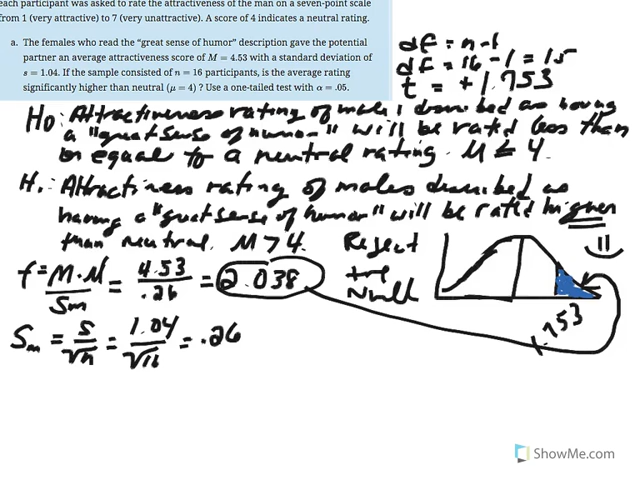 each participant was asked to rate the attractiveness of the man on a seven-point scale
from 1 (very attractive) to 7 (very unattractive). A score of 4 indicates a neutral rating.
a. The females who read the "great sense of humor" description gave the potential
partner an average attractiveness score of M = 4.53 with a standard deviation of
s = 1.04. If the sample consisted of n = 16 participants, is the average rating
significantly higher than neutral (μ = 4) ? Use a one-tailed test with α = .05.
df = n-1
df = 16-1 = 15
t = +1.753
Ho: Attractiveness rating of males described as having
a "great sense of humor" will be rated less than
or equal to a neutral rating. M ≤ 4.
H1: Attractiness rating of males described as
having a "great sense of humor" will be rated higher
than neutral. M > 4.
t = M-M/Sm = 4.53/.26 = 2.038
Reject
the
Null
1.753
Sm = s/√n = 1.04/√16 = .26
ShowMe.com